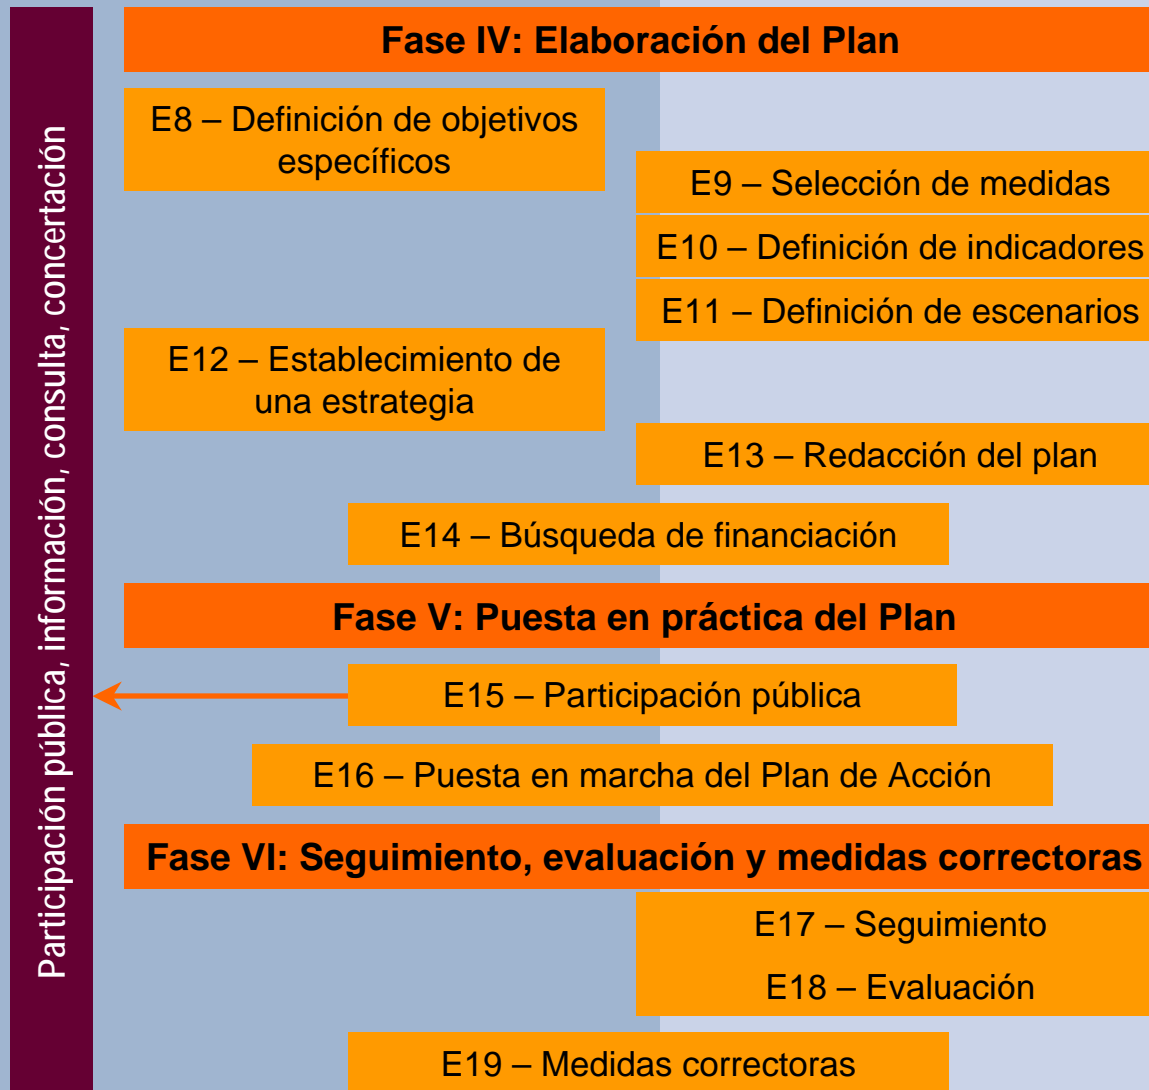 Participación pública, información, consulta, concertación
Fase IV: Elaboración del Plan
E8 – Definición de objetivos
específicos
E9 – Selección de medidas
E10 – Definición de indicadores
E11 – Definición de escenarios
E12 – Establecimiento de
una estrategia
E13 – Redacción del plan
E14 – Búsqueda de financiación
Fase V: Puesta en práctica del Plan
E15 – Participación pública
E16 – Puesta en marcha del Plan de Acción
Fase VI: Seguimiento, evaluación y medidas correctoras
E17 – Seguimiento
E18 – Evaluación
E19 – Medidas correctoras